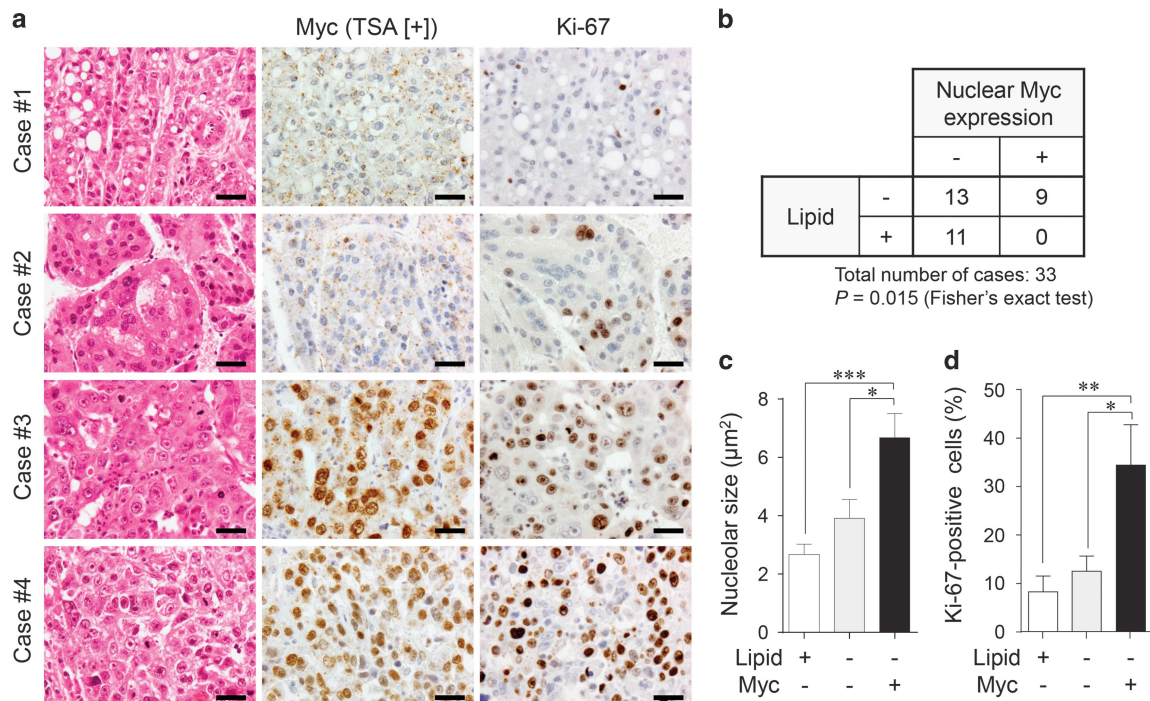 a
Myc (TSA [+])
Ki-67
Case #1
Case #2
Case #3
Case #4
b
Nuclear Myc
expression
- +
Lipid
- 13 9
+ 11 0
Total number of cases: 33
P = 0.015 (Fisher's exact test)
c
***
*
Nucleolar size (µm²)
8
6
4
2
0
Lipid + - -
Myc - - +
d
**
*
Ki-67-positive cells (%)
50
40
30
20
10
0
Lipid + - -
Myc - - +